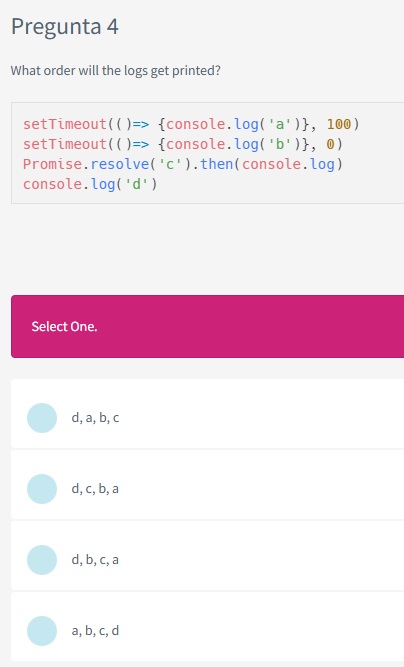 Pregunta 4
What order will the logs get printed?
setTimeout(()=> {console.log('a')}, 100)
setTimeout(()=> {console.log('b')}, 0)
Promise.resolve('c').then(console.log)
console.log('d')
Select One.
d, a, b, c
d, c, b, a
d, b, c, a
a, b, c, d